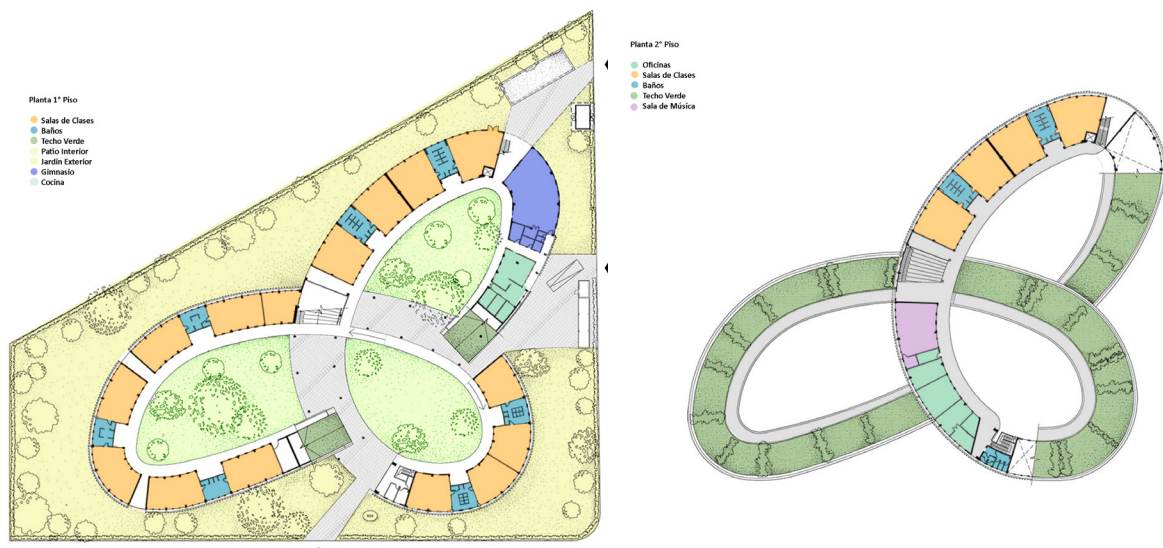 Planta 1° Piso
Salas de Clases
Baños
Techo Verde
Patio Interior
Jardín Exterior
Gimnasio
Cocina
Planta 2° Piso
Oficinas
Salas de Clases
Baños
Techo Verde
Sala de Música